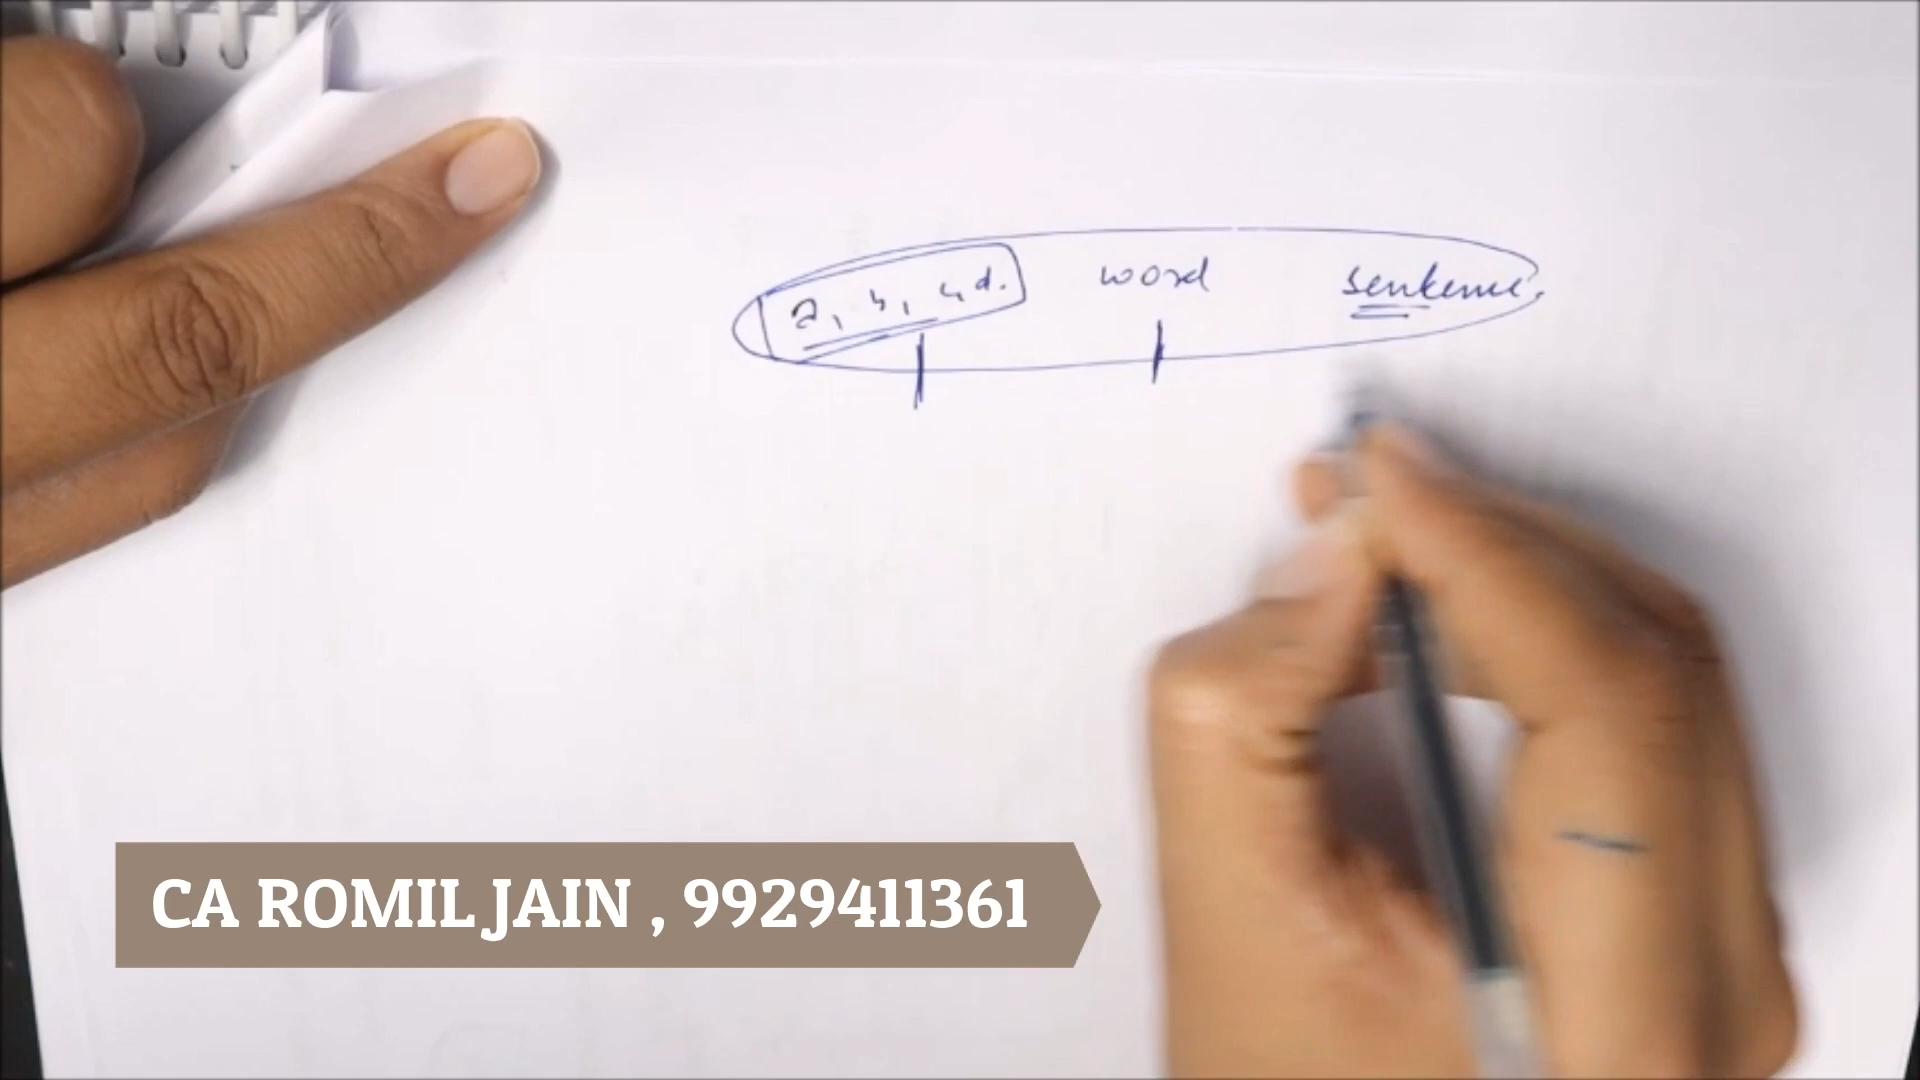 a, b, c, d. word sentence.
CA ROMIL JAIN , 9929411361